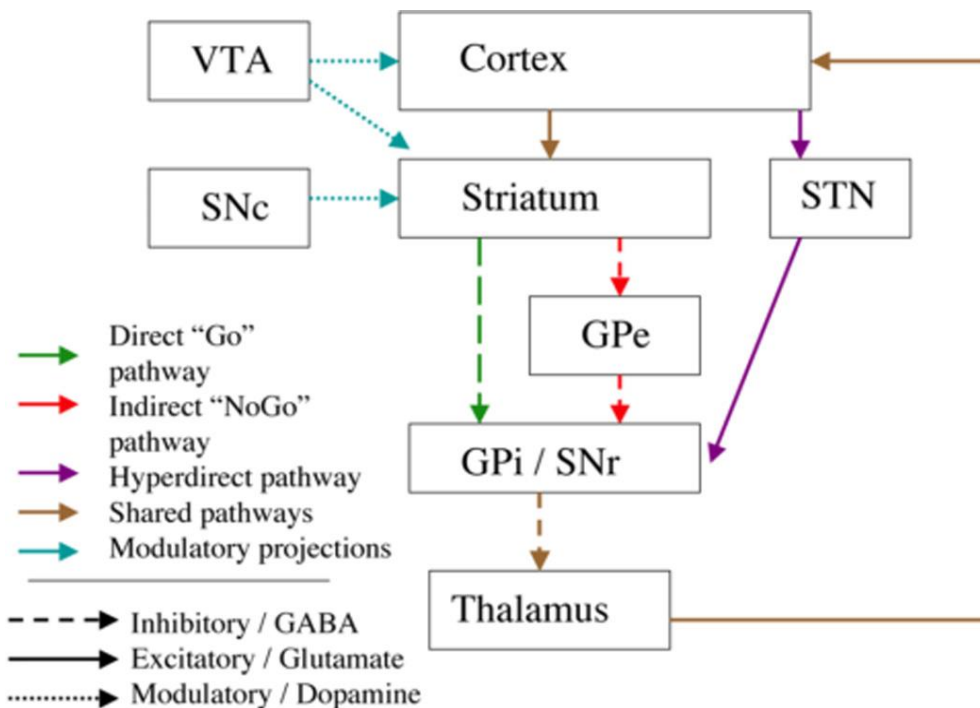 VTA
Cortex
SNc
Striatum
STN
GPe
GPi / SNr
Thalamus
Direct “Go”
pathway
Indirect “NoGo”
pathway
Hyperdirect pathway
Shared pathways
Modulatory projections
Inhibitory / GABA
Excitatory / Glutamate
Modulatory / Dopamine